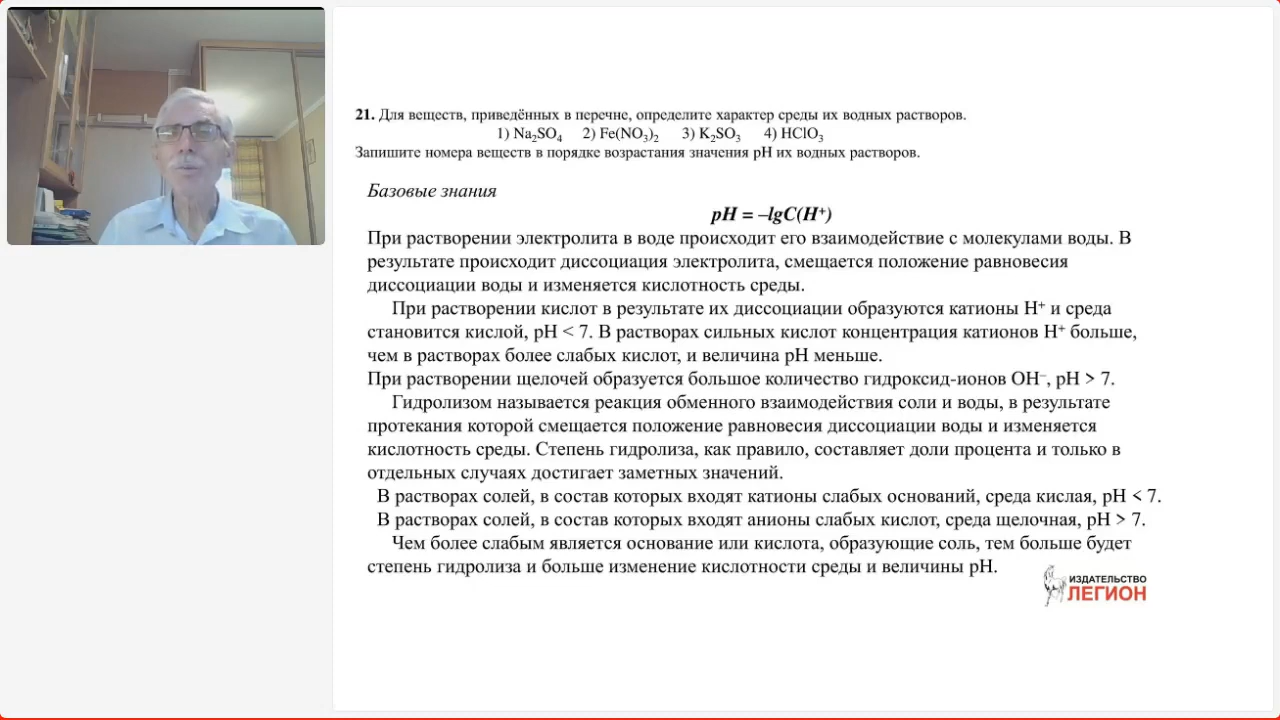 21. Для веществ, приведённых в перечне, определите характер среды их водных растворов.
1) Na₂SO₄ 2) Fe(NO₃)₂ 3) K₂SO₃ 4) HClO₃
Запишите номера веществ в порядке возрастания значения pH их водных растворов.
Базовые знания
pH = –lgC(H⁺)
При растворении электролита в воде происходит его взаимодействие с молекулами воды. В
результате происходит диссоциация электролита, смещается положение равновесия
диссоциации воды и изменяется кислотность среды.
При растворении кислот в результате их диссоциации образуются катионы H⁺ и среда
становится кислой, pH < 7. В растворах сильных кислот концентрация катионов H⁺ больше,
чем в растворах более слабых кислот, и величина pH меньше.
При растворении щелочей образуется большое количество гидроксид-ионов OH⁻, pH > 7.
Гидролизом называется реакция обменного взаимодействия соли и воды, в результате
протекания которой смещается положение равновесия диссоциации воды и изменяется
кислотность среды. Степень гидролиза, как правило, составляет доли процента и только в
отдельных случаях достигает заметных значений.
В растворах солей, в состав которых входят катионы слабых оснований, среда кислая, pH < 7.
В растворах солей, в состав которых входят анионы слабых кислот, среда щелочная, pH > 7.
Чем более слабым является основание или кислота, образующие соль, тем больше будет
степень гидролиза и больше изменение кислотности среды и величины pH.
ИЗДАТЕЛЬСТВО
ЛЕГИОН